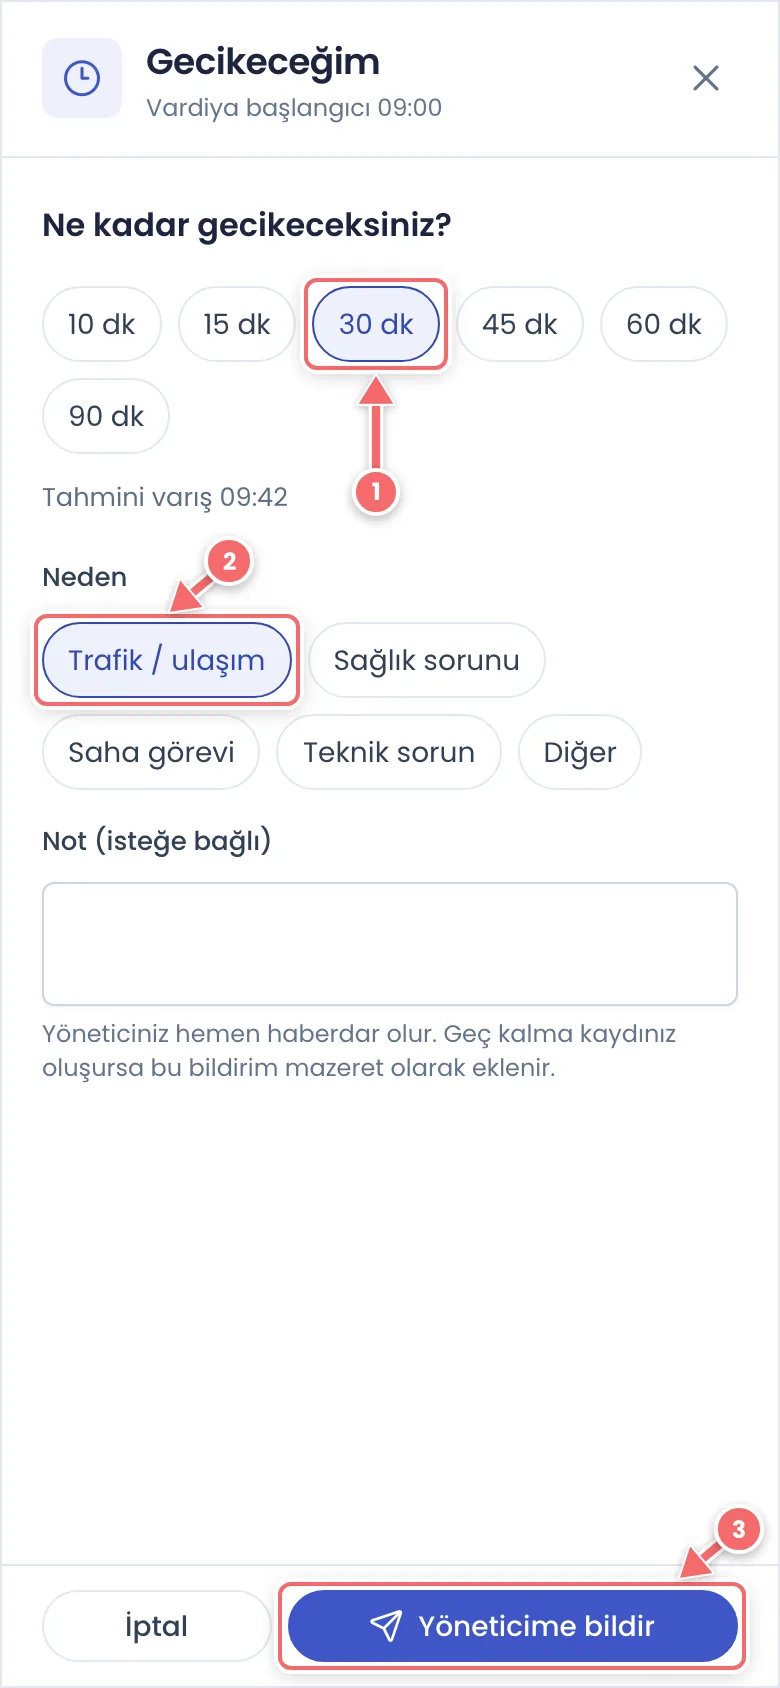 Gecikeceğim
Vardiya başlangıcı 09:00
Ne kadar gecikeceksiniz?
10 dk 15 dk 30 dk 45 dk 60 dk
90 dk
1
Tahmini varış 09:42
2
Neden
Trafik / ulaşım Sağlık sorunu
Saha görevi Teknik sorun Diğer
Not (isteğe bağlı)
Yöneticiniz hemen haberdar olur. Geç kalma kaydınız
oluşursa bu bildirim mazeret olarak eklenir.
3
İptal Yöneticime bildir